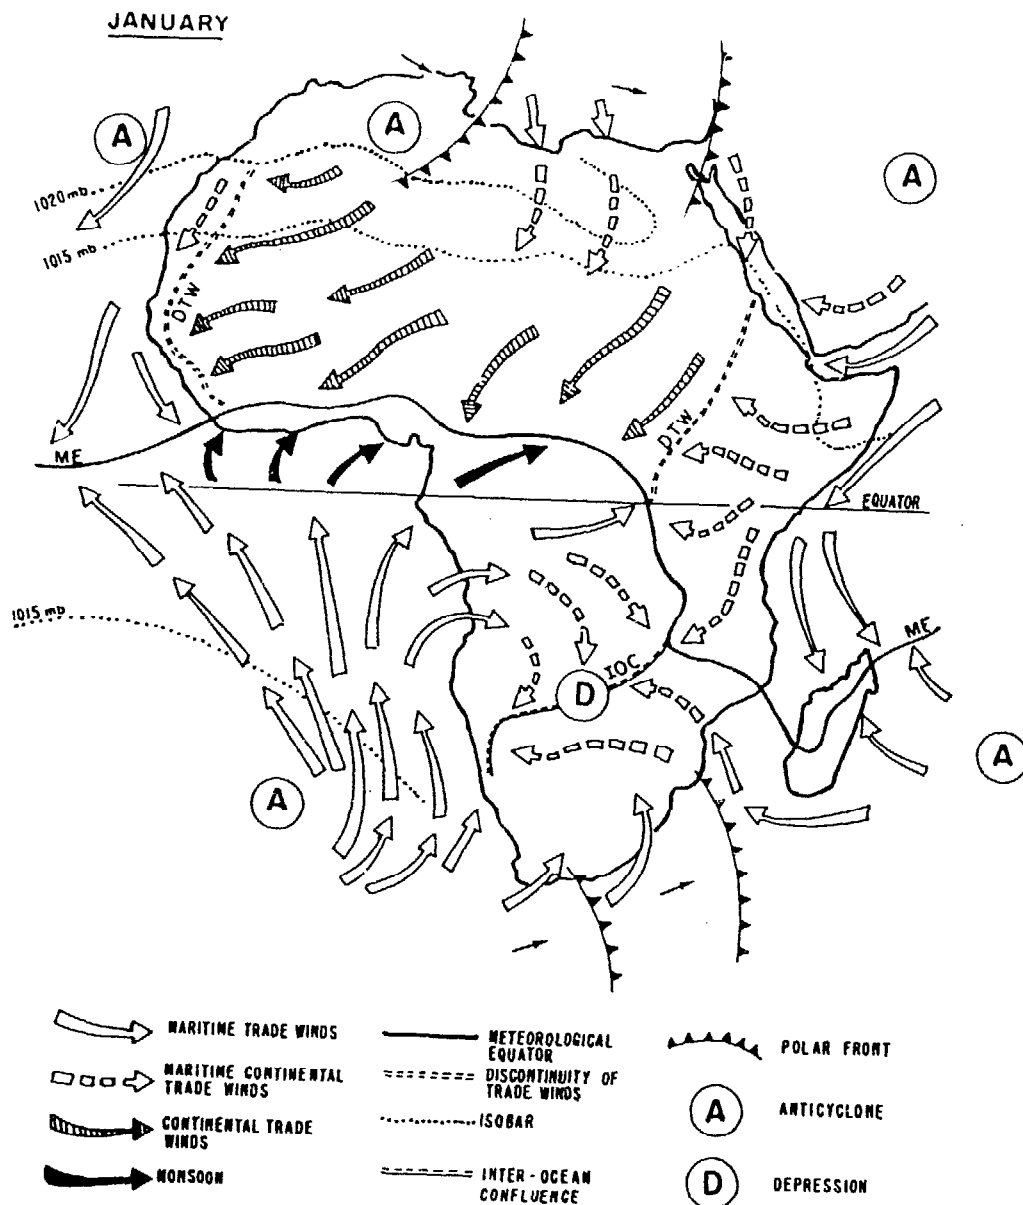 JANUARY
A
A
A
1020 mb
1015 mb
DTW
DTW
ME
EQUATOR
1015 mb
ME
IOC
D
A
A
MARITIME TRADE WINDS
MARITIME CONTINENTAL
TRADE WINDS
CONTINENTAL TRADE
WINDS
MONSOON
METEOROLOGICAL
EQUATOR
DISCONTINUITY OF
TRADE WINDS
ISOBAR
INTER-OCEAN
CONFLUENCE
POLAR FRONT
A ANTICYCLONE
D DEPRESSION